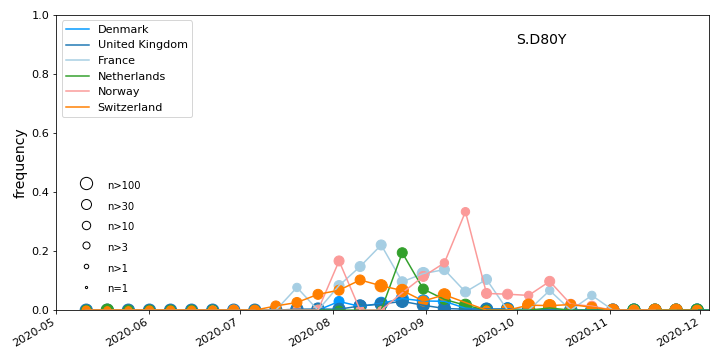 1.0
0.8
0.6
0.4
0.2
0.0
frequency
S.D80Y
Denmark
United Kingdom
France
Netherlands
Norway
Switzerland
n>100
n>30
n>10
n>3
n>1
n=1
2020-05
2020-06
2020-07
2020-08
2020-09
2020-10
2020-11
2020-12